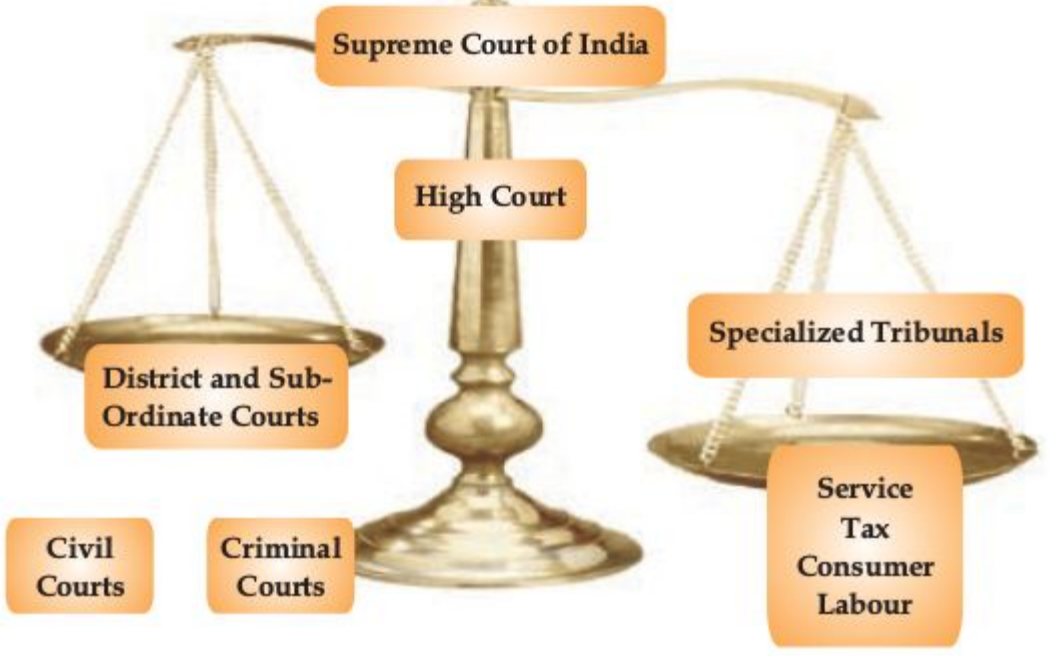 Supreme Court of India
High Court
Specialized Tribunals
District and Sub-
Ordinate Courts
Service
Tax
Consumer
Labour
Civil
Courts
Criminal
Courts